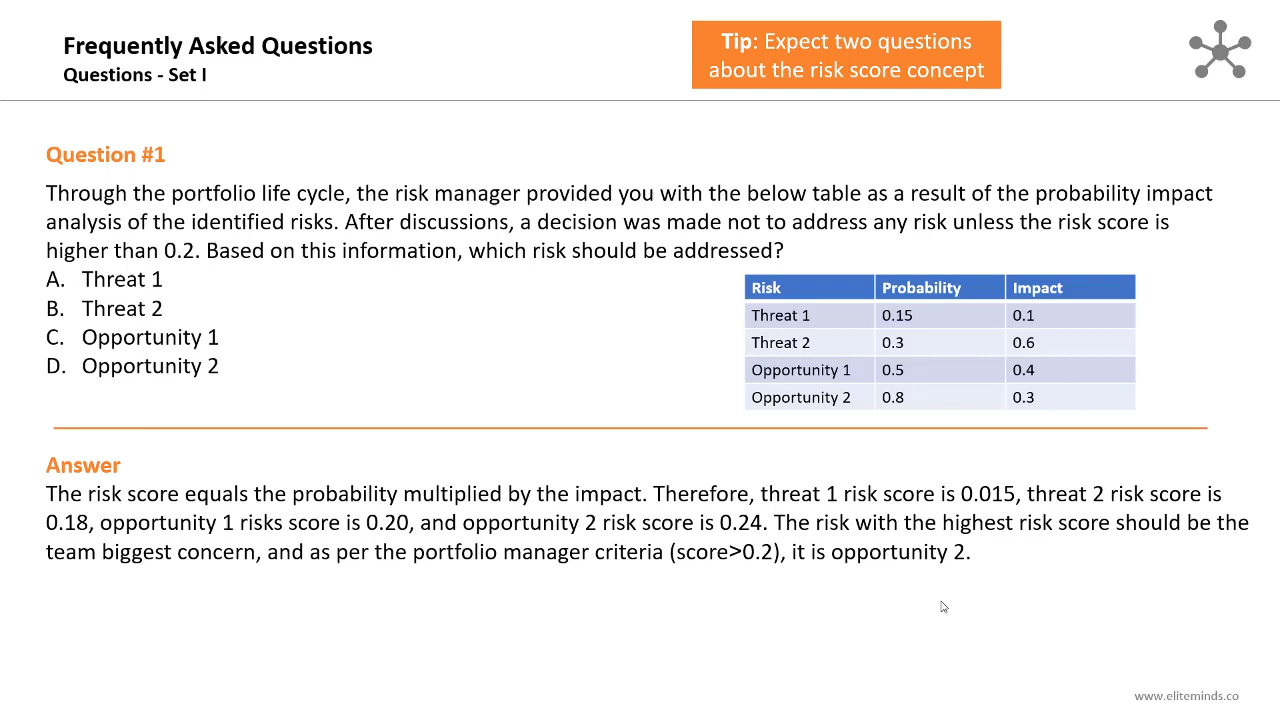 Frequently Asked Questions
Questions - Set I
Tip: Expect two questions
about the risk score concept
Question #1
Through the portfolio life cycle, the risk manager provided you with the below table as a result of the probability impact
analysis of the identified risks. After discussions, a decision was made not to address any risk unless the risk score is
higher than 0.2. Based on this information, which risk should be addressed?
A. Threat 1
B. Threat 2
C. Opportunity 1
D. Opportunity 2
Risk Probability Impact
Threat 1 0.15 0.1
Threat 2 0.3 0.6
Opportunity 1 0.5 0.4
Opportunity 2 0.8 0.3
Answer
The risk score equals the probability multiplied by the impact. Therefore, threat 1 risk score is 0.015, threat 2 risk score is
0.18, opportunity 1 risks score is 0.20, and opportunity 2 risk score is 0.24. The risk with the highest risk score should be the
team biggest concern, and as per the portfolio manager criteria (score>0.2), it is opportunity 2.
www.eliteminds.co